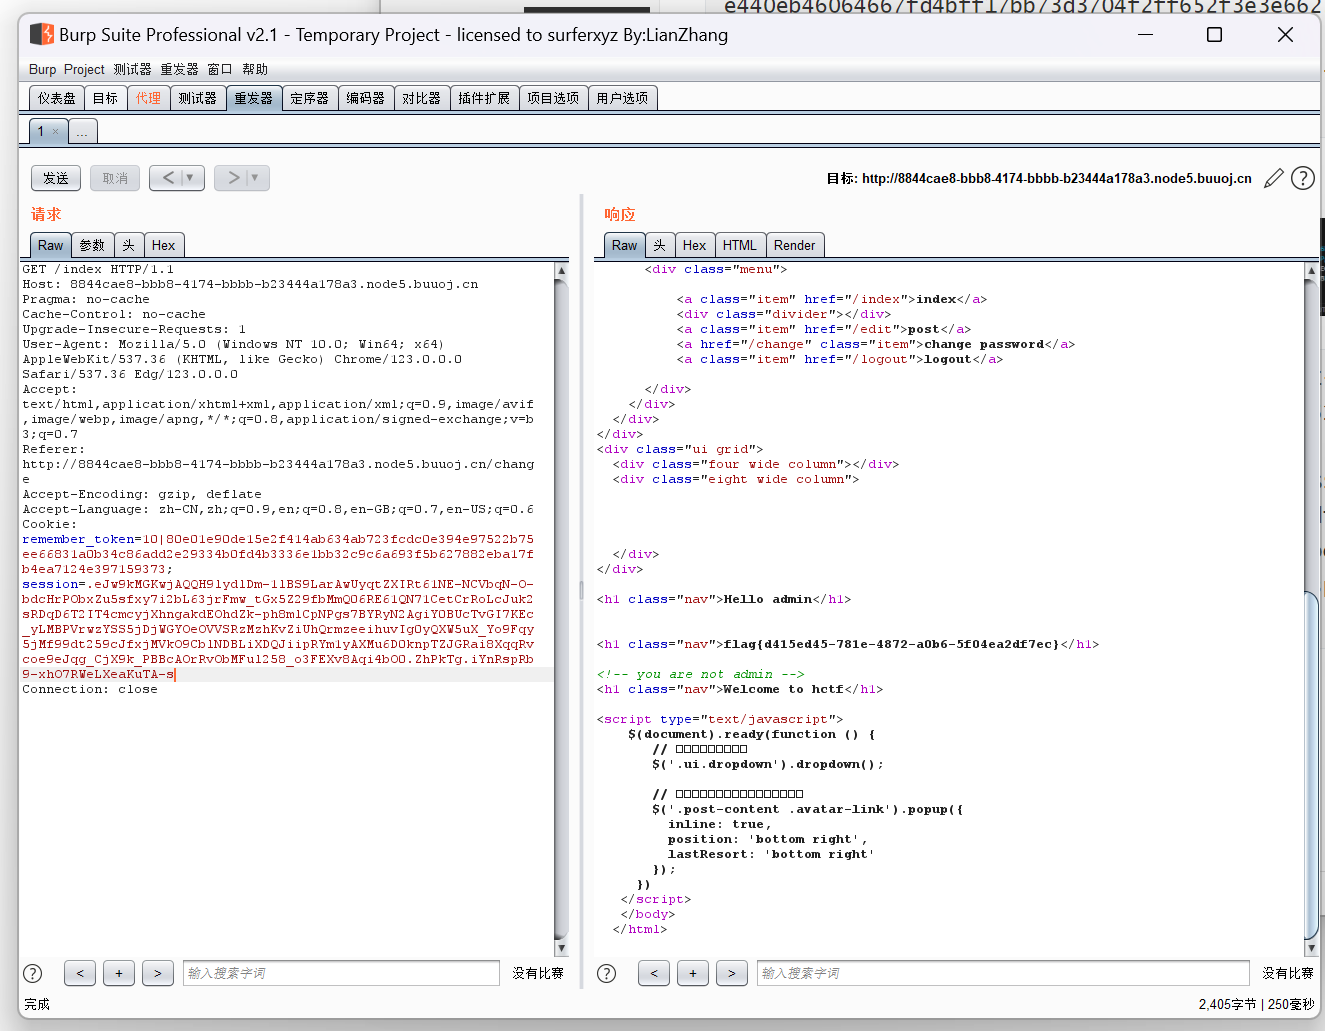 e440eb46064667fd4bff17bb73d3704f2ff652f3e3e662
Burp Suite Professional v2.1 - Temporary Project - licensed to surferxyz By:LianZhang
Burp Project 测试器 重发器 窗口 帮助
仪表盘 目标 代理 测试器 重发器 定序器 编码器 对比器 插件扩展 项目选项 用户选项
1 × ...
发送 取消 < ▼ > ▼
目标: http://8844cae8-bbb8-4174-bbbb-b23444a178a3.node5.buuoj.cn ?
请求
Raw 参数 头 Hex
GET /index HTTP/1.1
Host: 8844cae8-bbb8-4174-bbbb-b23444a178a3.node5.buuoj.cn
Pragma: no-cache
Cache-Control: no-cache
Upgrade-Insecure-Requests: 1
User-Agent: Mozilla/5.0 (Windows NT 10.0; Win64; x64)
AppleWebKit/537.36 (KHTML, like Gecko) Chrome/123.0.0.0
Safari/537.36 Edg/123.0.0.0
Accept:
text/html,application/xhtml+xml,application/xml;q=0.9,image/avif
,image/webp,image/apng,*/*;q=0.8,application/signed-exchange;v=b
3;q=0.7
Referer:
http://8844cae8-bbb8-4174-bbbb-b23444a178a3.node5.buuoj.cn/chang
e
Accept-Encoding: gzip, deflate
Accept-Language: zh-CN,zh;q=0.9,en;q=0.8,en-GB;q=0.7,en-US;q=0.6
Cookie:
remember_token=10|80e01e90de15e2f414ab634ab723fcdc0e394e97522b75
ee66831a0b34c86add2e29334b0fd4b3336e1bb32c9c6a693f5b627882eba17f
b4ea7124e397159373;
session=
Connection: close
? < + > 输入搜索字词 没有比赛
响应
Raw 头 Hex HTML Render
<div class="menu">
<a class="item" href="/index">index</a>
<div class="divider"></div>
<a class="item" href="/edit">post</a>
<a href="/change" class="item">change password</a>
<a class="item" href="/logout">logout</a>
</div>
</div>
</div>
</div>
<div class="ui grid">
<div class="four wide column"></div>
<div class="eight wide column">
</div>
</div>
<h1 class="nav">Hello admin</h1>
<h1 class="nav">flag{d415ed45-781e-4872-a0b6-5f04ea2df7ec}</h1>
<!-- you are not admin -->
<h1 class="nav">Welcome to hctf</h1>
<script type="text/javascript">
$(document).ready(function () {
// □□□□□□□□□
$('.ui.dropdown').dropdown();
// □□□□□□□□□□□□□□□□
$('.post-content .avatar-link').popup({
inline: true,
position: 'bottom right',
lastResort: 'bottom right'
});
})
</script>
</body>
</html>
? < + > 输入搜索字词 没有比赛
完成
2,405字节 | 250毫秒